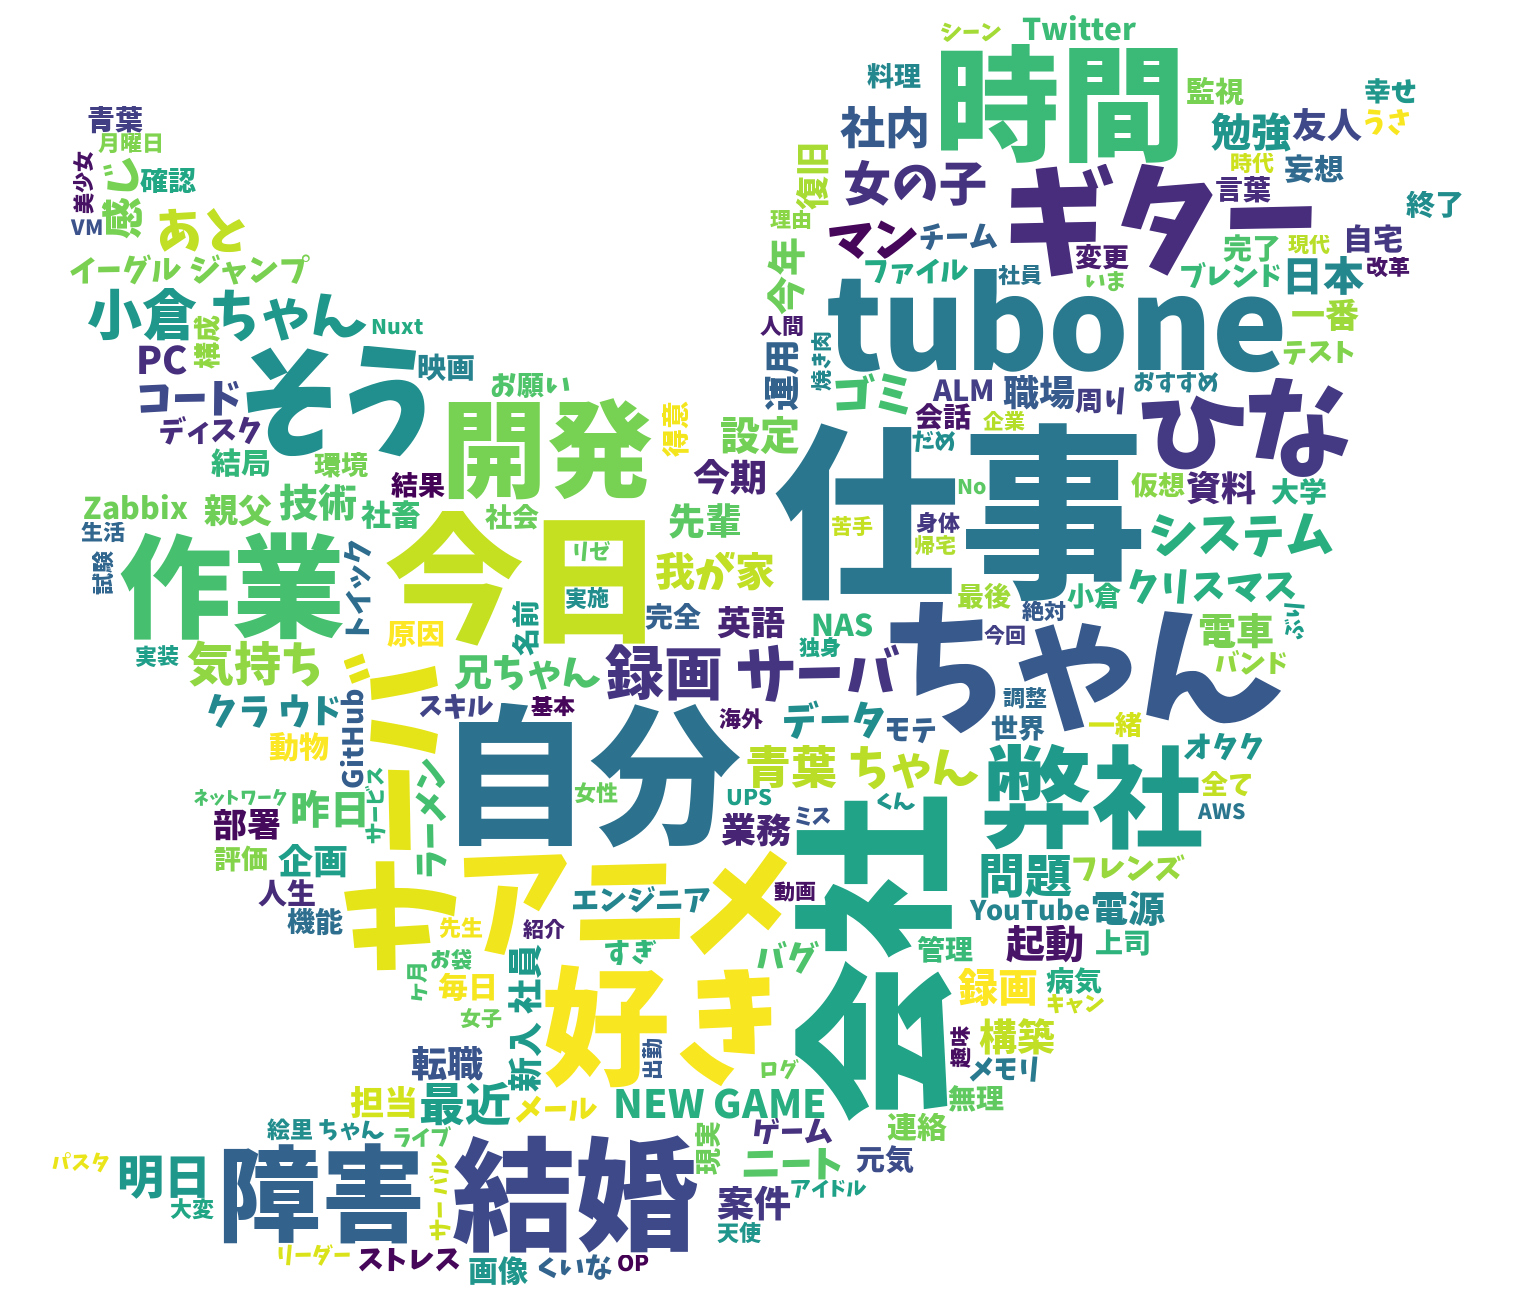 シーン
Twitter
料理
時間
監視
幸せ
社内
勉強
友人
うさ
青葉
月曜日
復旧
女の子
ギター
時代
妄想
美少女
感じ
確認
言葉
終了
VM
あと
理由
マン
チーム
変更
完了
現代
自宅
イーグル ジャンプ
今年
ファイル
社員
いま
ブレンド
日本
改革
小倉 ちゃん
Nuxt
人間
tubone
一番
PC
構成
そう
映画
運用
焼き肉
テスト
コード
お願い
ゴミ
ALM
職場
周り
おすすめ
ひな
ディスク
開発
得意
設定
会話
企業
だめ
結局
環境
結果
今期
仕事
No
仮想
資料
大学
Zabbix
親父
技術
社畜
社会
先輩
苦手
身体
システム
生活
作業
今日
リゼ
我が家
帰宅
試験
トイック
実施
最後
小倉
クリスマス
原因
名前
完全
英語
NAS
ちゃん
今回
絶対
電車
実装
気持ち
キーバリ
兄ちゃん
録画 サーバ
独身
バンド
クラウド
GitHub
スキル
基本
海外
データ
モテ
調整
世界
一緒
動物
自分
青葉 ちゃん
弊社
オタク
ネットワーク
昨日
サービス
ラーメン
女性
UPS
ミス
くん
全て
AWS
部署
業務
会社
評価
企画
アニメ
問題
フレンズ
人生
エンジニア
動画
YouTube
電源
機能
先生
紹介
起動
上司
お袋
すぎ
バグ
管理
ケ月
毎日
新入 社員
好き
録画
病気
キャン
女子
構築
転職
出勤
ログ
趣味
メモリ
担当
最近
メール
NEW GAME
無理
絵里 ちゃん
ライブ
現実
ゲーム
連絡
パスタ
明日
障害
サーバル
結婚
ニート
元気
大変
案件
アイドル
天使
リーダー
ストレス
画像
くいな
OP